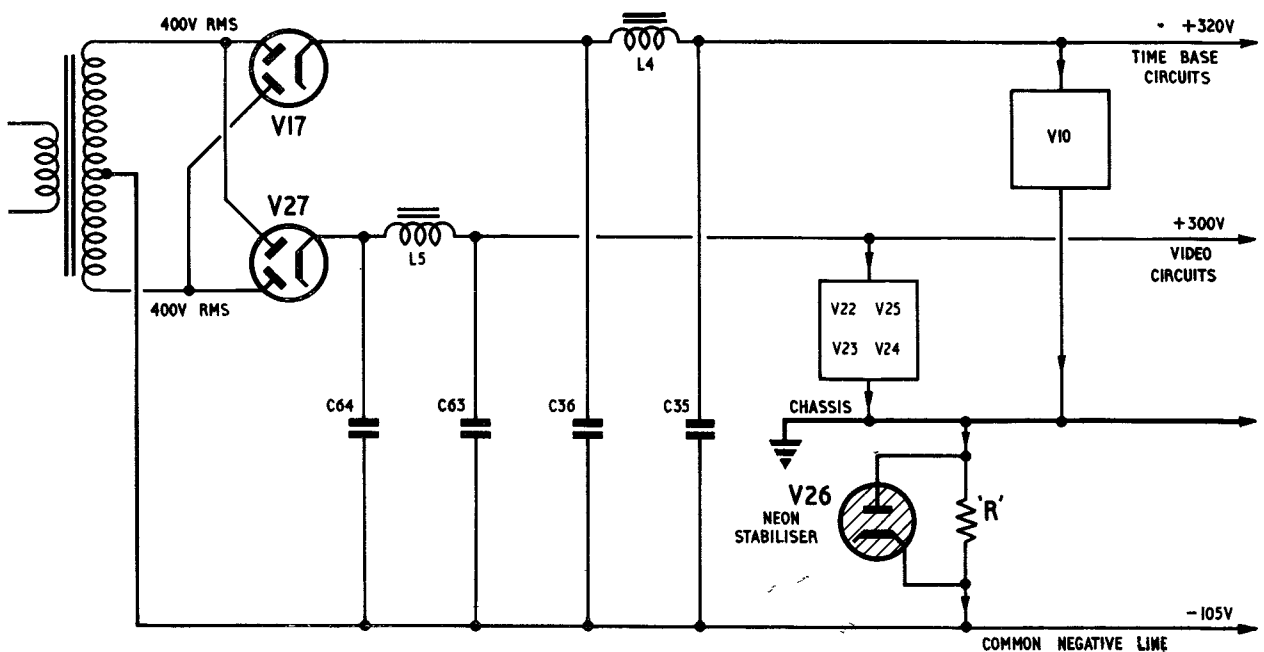 400V RMS
V17
L4
+320V
TIME BASE
CIRCUITS
V10
V27
L5
+300V
VIDEO
CIRCUITS
400V RMS
V22 V25
V23 V24
C64
C63
C36
C35
CHASSIS
V26
NEON
STABILISER
'R'
-105V
COMMON NEGATIVE LINE